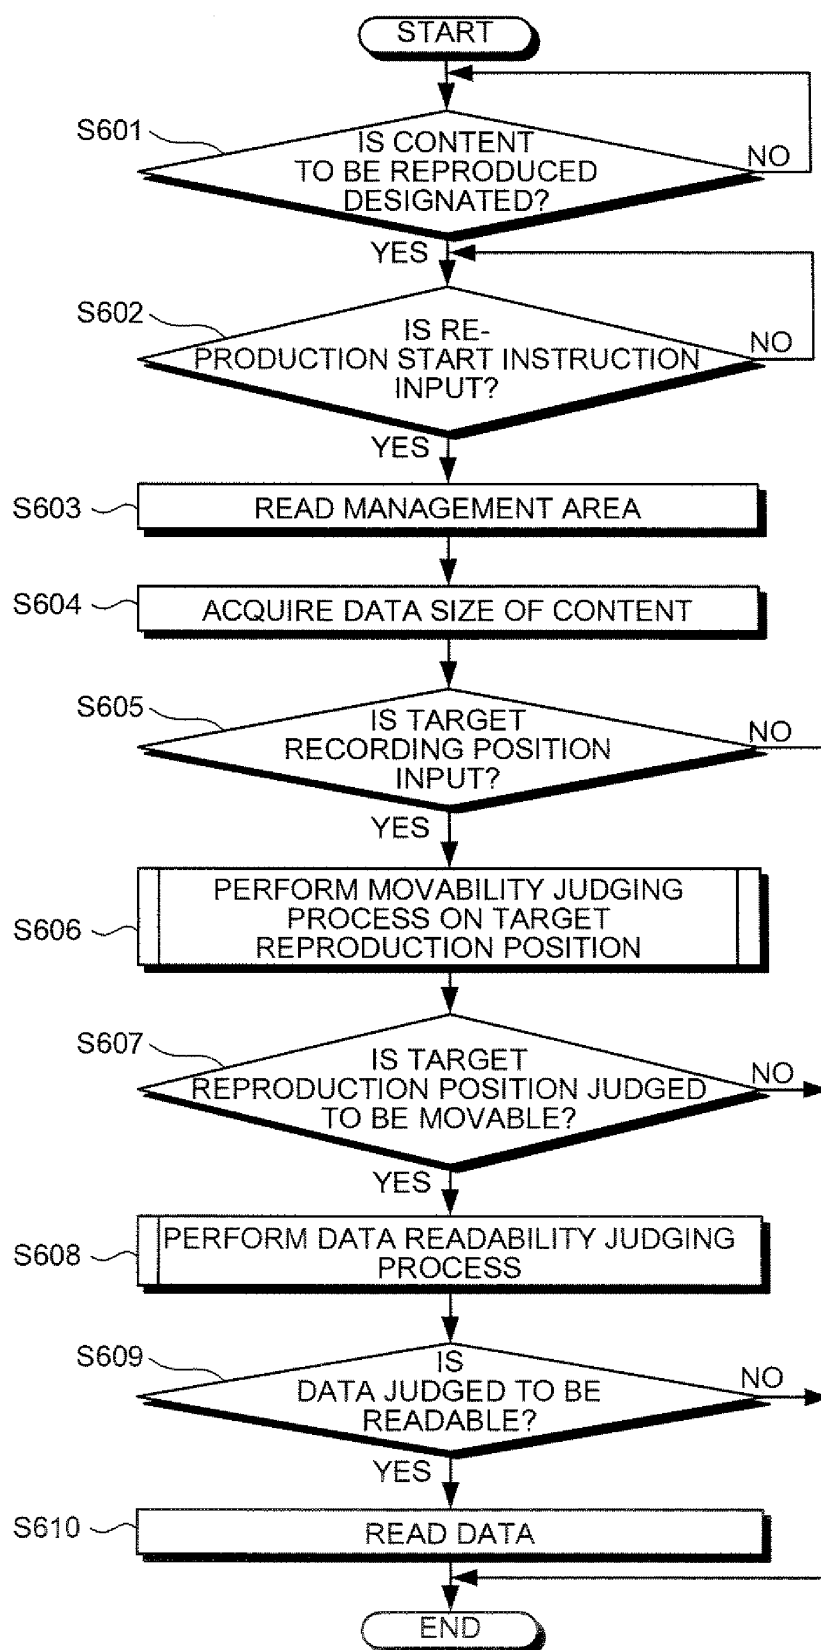 START
S601
IS CONTENT
TO BE REPRODUCED
DESIGNATED?
NO
YES
S602
IS RE-
PRODUCTION START INSTRUCTION
INPUT?
NO
YES
S603
READ MANAGEMENT AREA
S604
ACQUIRE DATA SIZE OF CONTENT
S605
IS TARGET
RECORDING POSITION
INPUT?
NO
YES
S606
PERFORM MOVABILITY JUDGING
PROCESS ON TARGET
REPRODUCTION POSITION
S607
IS TARGET
REPRODUCTION POSITION JUDGED
TO BE MOVABLE?
NO
YES
S608
PERFORM DATA READABILITY JUDGING
PROCESS
S609
IS
DATA JUDGED TO BE
READABLE?
NO
YES
S610
READ DATA
END